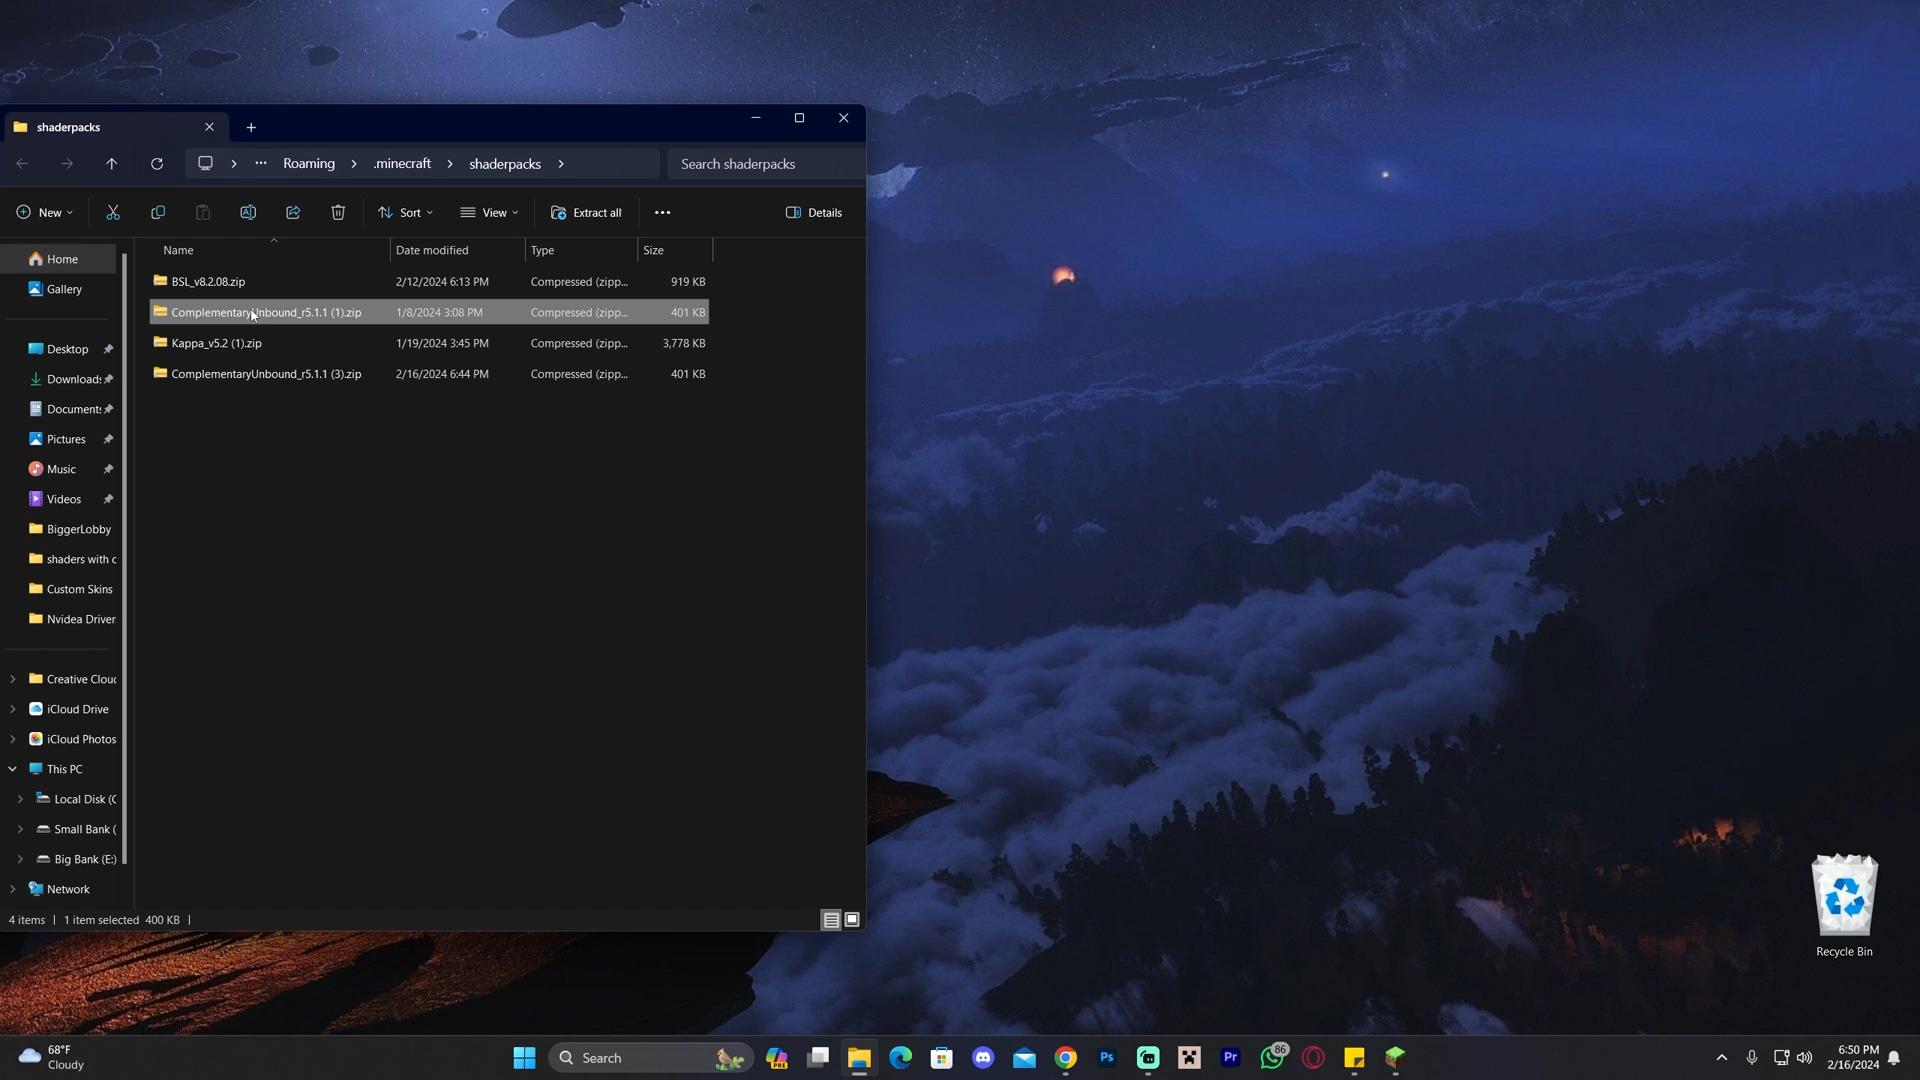 shaderpacks
Roaming
.minecraft
shaderpacks
Search shaderpacks
New
Sort
View
Extract all
Details
Name
Date modified
Type
Size
BSL_v8.2.08.zip 2/12/2024 6:13 PM Compressed (zipp... 919 KB
ComplementaryUnbound_r5.1.1 (1).zip 1/8/2024 3:08 PM Compressed (zipp... 401 KB
Kappa_v5.2 (1).zip 1/19/2024 3:45 PM Compressed (zipp... 3,778 KB
ComplementaryUnbound_r5.1.1 (3).zip 2/16/2024 6:44 PM Compressed (zipp... 401 KB
Home
Gallery
Desktop
Downloads
Documents
Pictures
Music
Videos
BiggerLobby
shaders with c
Custom Skins
Nvidea Driver
Creative Cloud
iCloud Drive
iCloud Photos
This PC
Local Disk (C
Small Bank (
Big Bank (E:)
Network
4 items 1 item selected 400 KB
Recycle Bin
68°F
Cloudy
Search
PRE
Ps
Pr
86
6:50 PM
2/16/2024